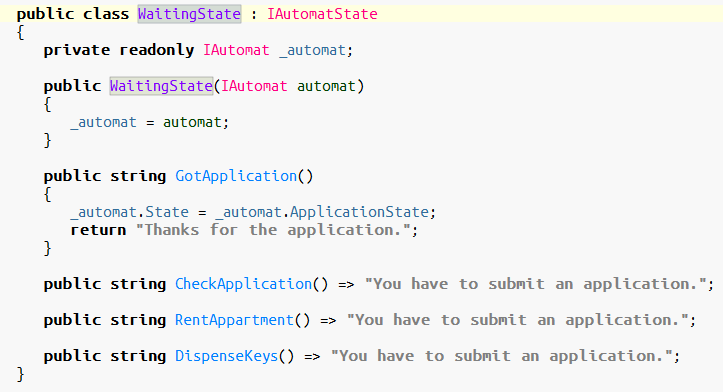 public class WaitingState : IAutomatState
{
private readonly IAutomat _automat;
public WaitingState(IAutomat automat)
{
_automat = automat;
}
public string GotApplication()
{
_automat.State = _automat.ApplicationState;
return "Thanks for the application.";
}
public string CheckApplication() => "You have to submit an application.";
public string RentAppartment() => "You have to submit an application.";
public string DispenseKeys() => "You have to submit an application.";
}